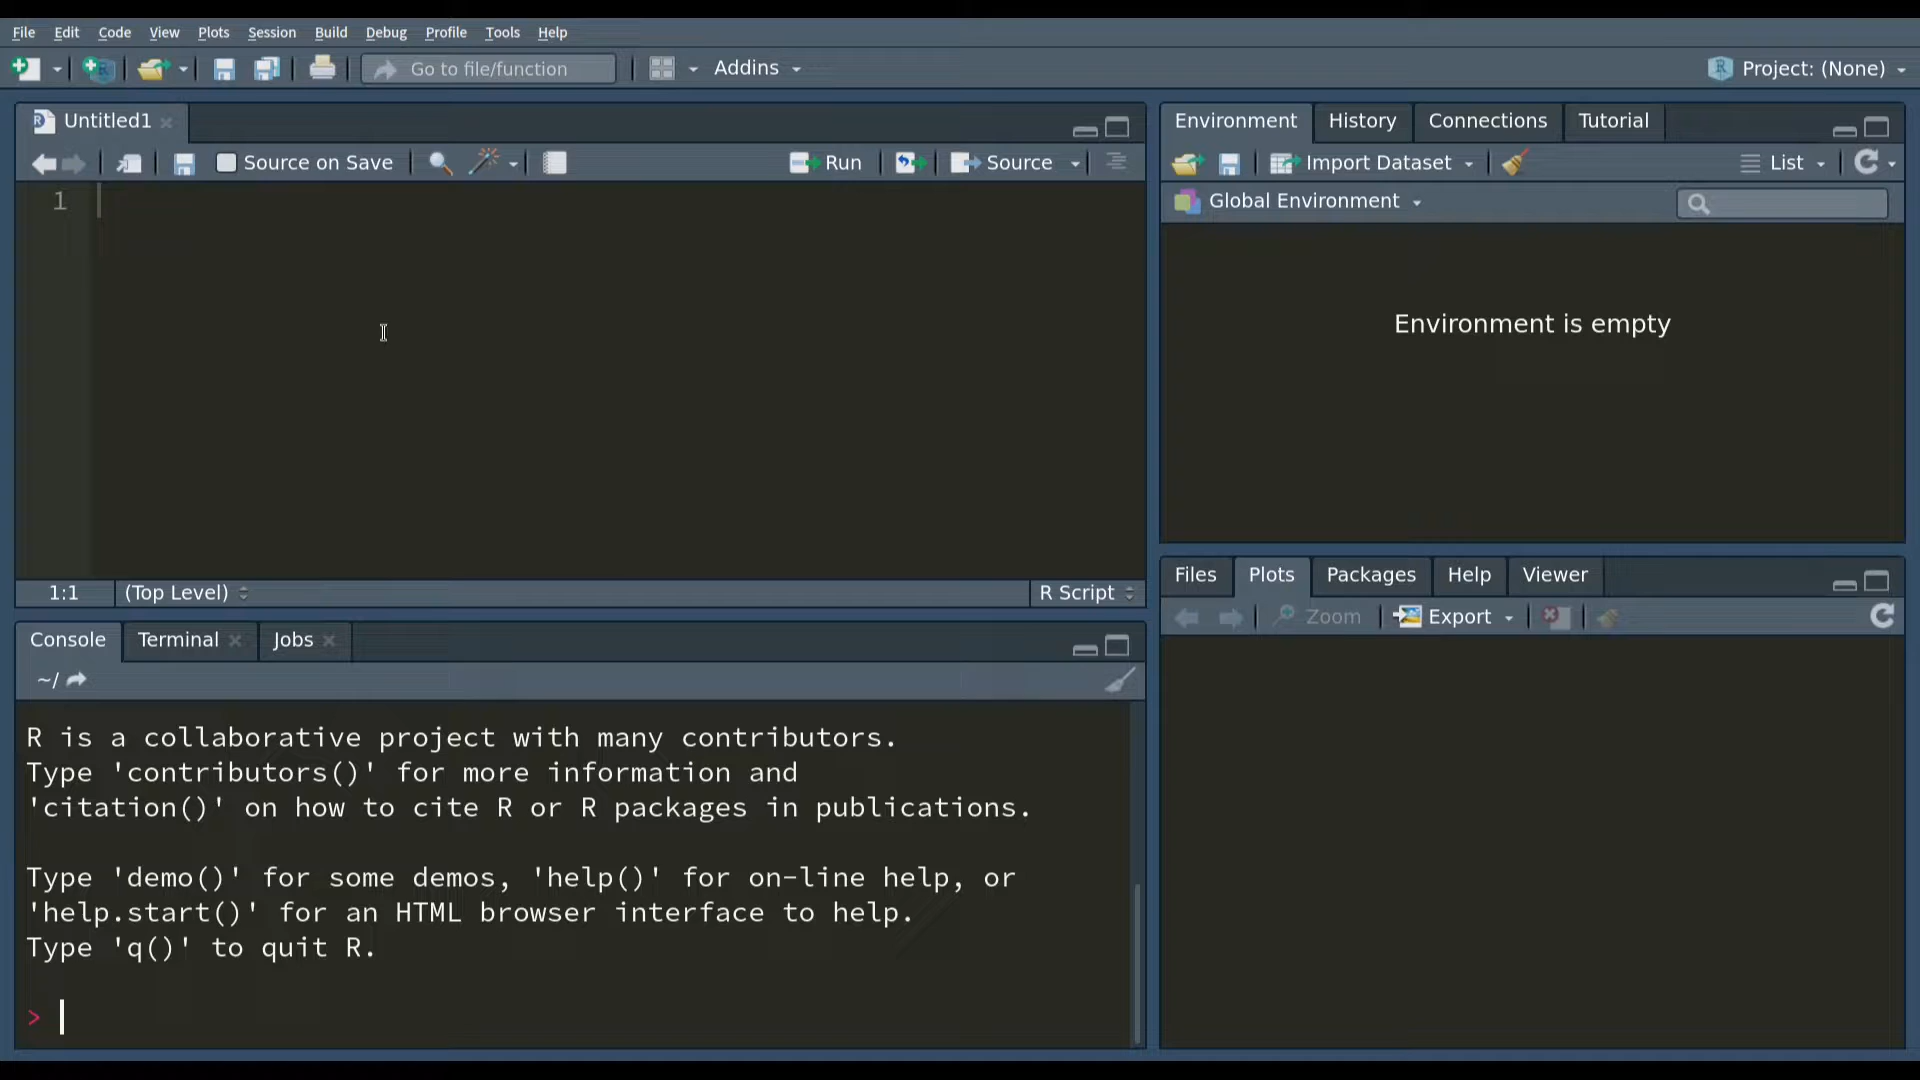 File Edit Code View Plots Session Build Debug Profile Tools Help
Go to file/function Addins Project: (None)
Untitled1
Source on Save Run Source
1
1:1 (Top Level) R Script
Console Terminal Jobs
~/
R is a collaborative project with many contributors.
Type 'contributors()' for more information and
'citation()' on how to cite R or R packages in publications.
Type 'demo()' for some demos, 'help()' for on-line help, or
'help.start()' for an HTML browser interface to help.
Type 'q()' to quit R.
>
Environment History Connections Tutorial
Import Dataset List
Global Environment
Environment is empty
Files Plots Packages Help Viewer
Zoom Export